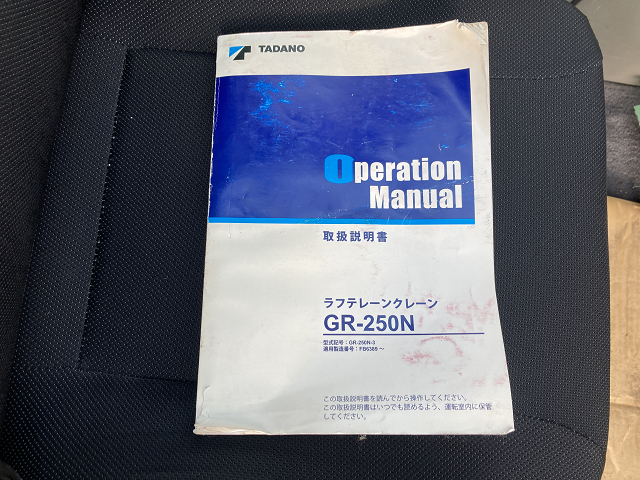 TADANO
Operation
Manual
取扱説明書
ラフテレーンクレーン
GR-250N
型式記号：GR-250N-3
適用製造番号：FB6389～
この取扱説明書を読んでから操作してください。
この取扱説明書はいつでも読めるよう、運転室内に保管
してください。